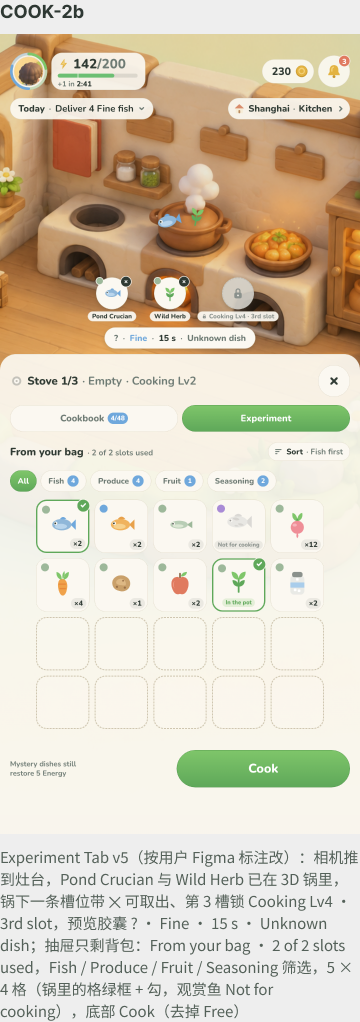 COOK-2b
142/200
+1 in 2:41
230
3
Today · Deliver 4 Fine fish
Shanghai · Kitchen
Pond Crucian
Wild Herb
Cooking Lv4 · 3rd slot
? · Fine · 15 s · Unknown dish
Stove 1/3 · Empty · Cooking Lv2
Cookbook 4/48
Experiment
From your bag · 2 of 2 slots used
Sort · Fish first
All
Fish 4
Produce 4
Fruit 1
Seasoning 2
×2
×2
×2
Not for cooking
×12
×4
×1
×2
In the pot
×2
Mystery dishes still
restore 5 Energy
Cook
Experiment Tab v5（按用户 Figma 标注改）：相机推
到灶台，Pond Crucian 与 Wild Herb 已在 3D 锅里，
锅下一条槽位带 × 可取出、第 3 槽锁 Cooking Lv4 ·
3rd slot，预览胶囊 ? · Fine · 15 s · Unknown
dish；抽屉只剩背包：From your bag · 2 of 2 slots
used，Fish / Produce / Fruit / Seasoning 筛选，5 ×
4 格（锅里的格绿框 + 勾，观赏鱼 Not for
cooking），底部 Cook（去掉 Free）